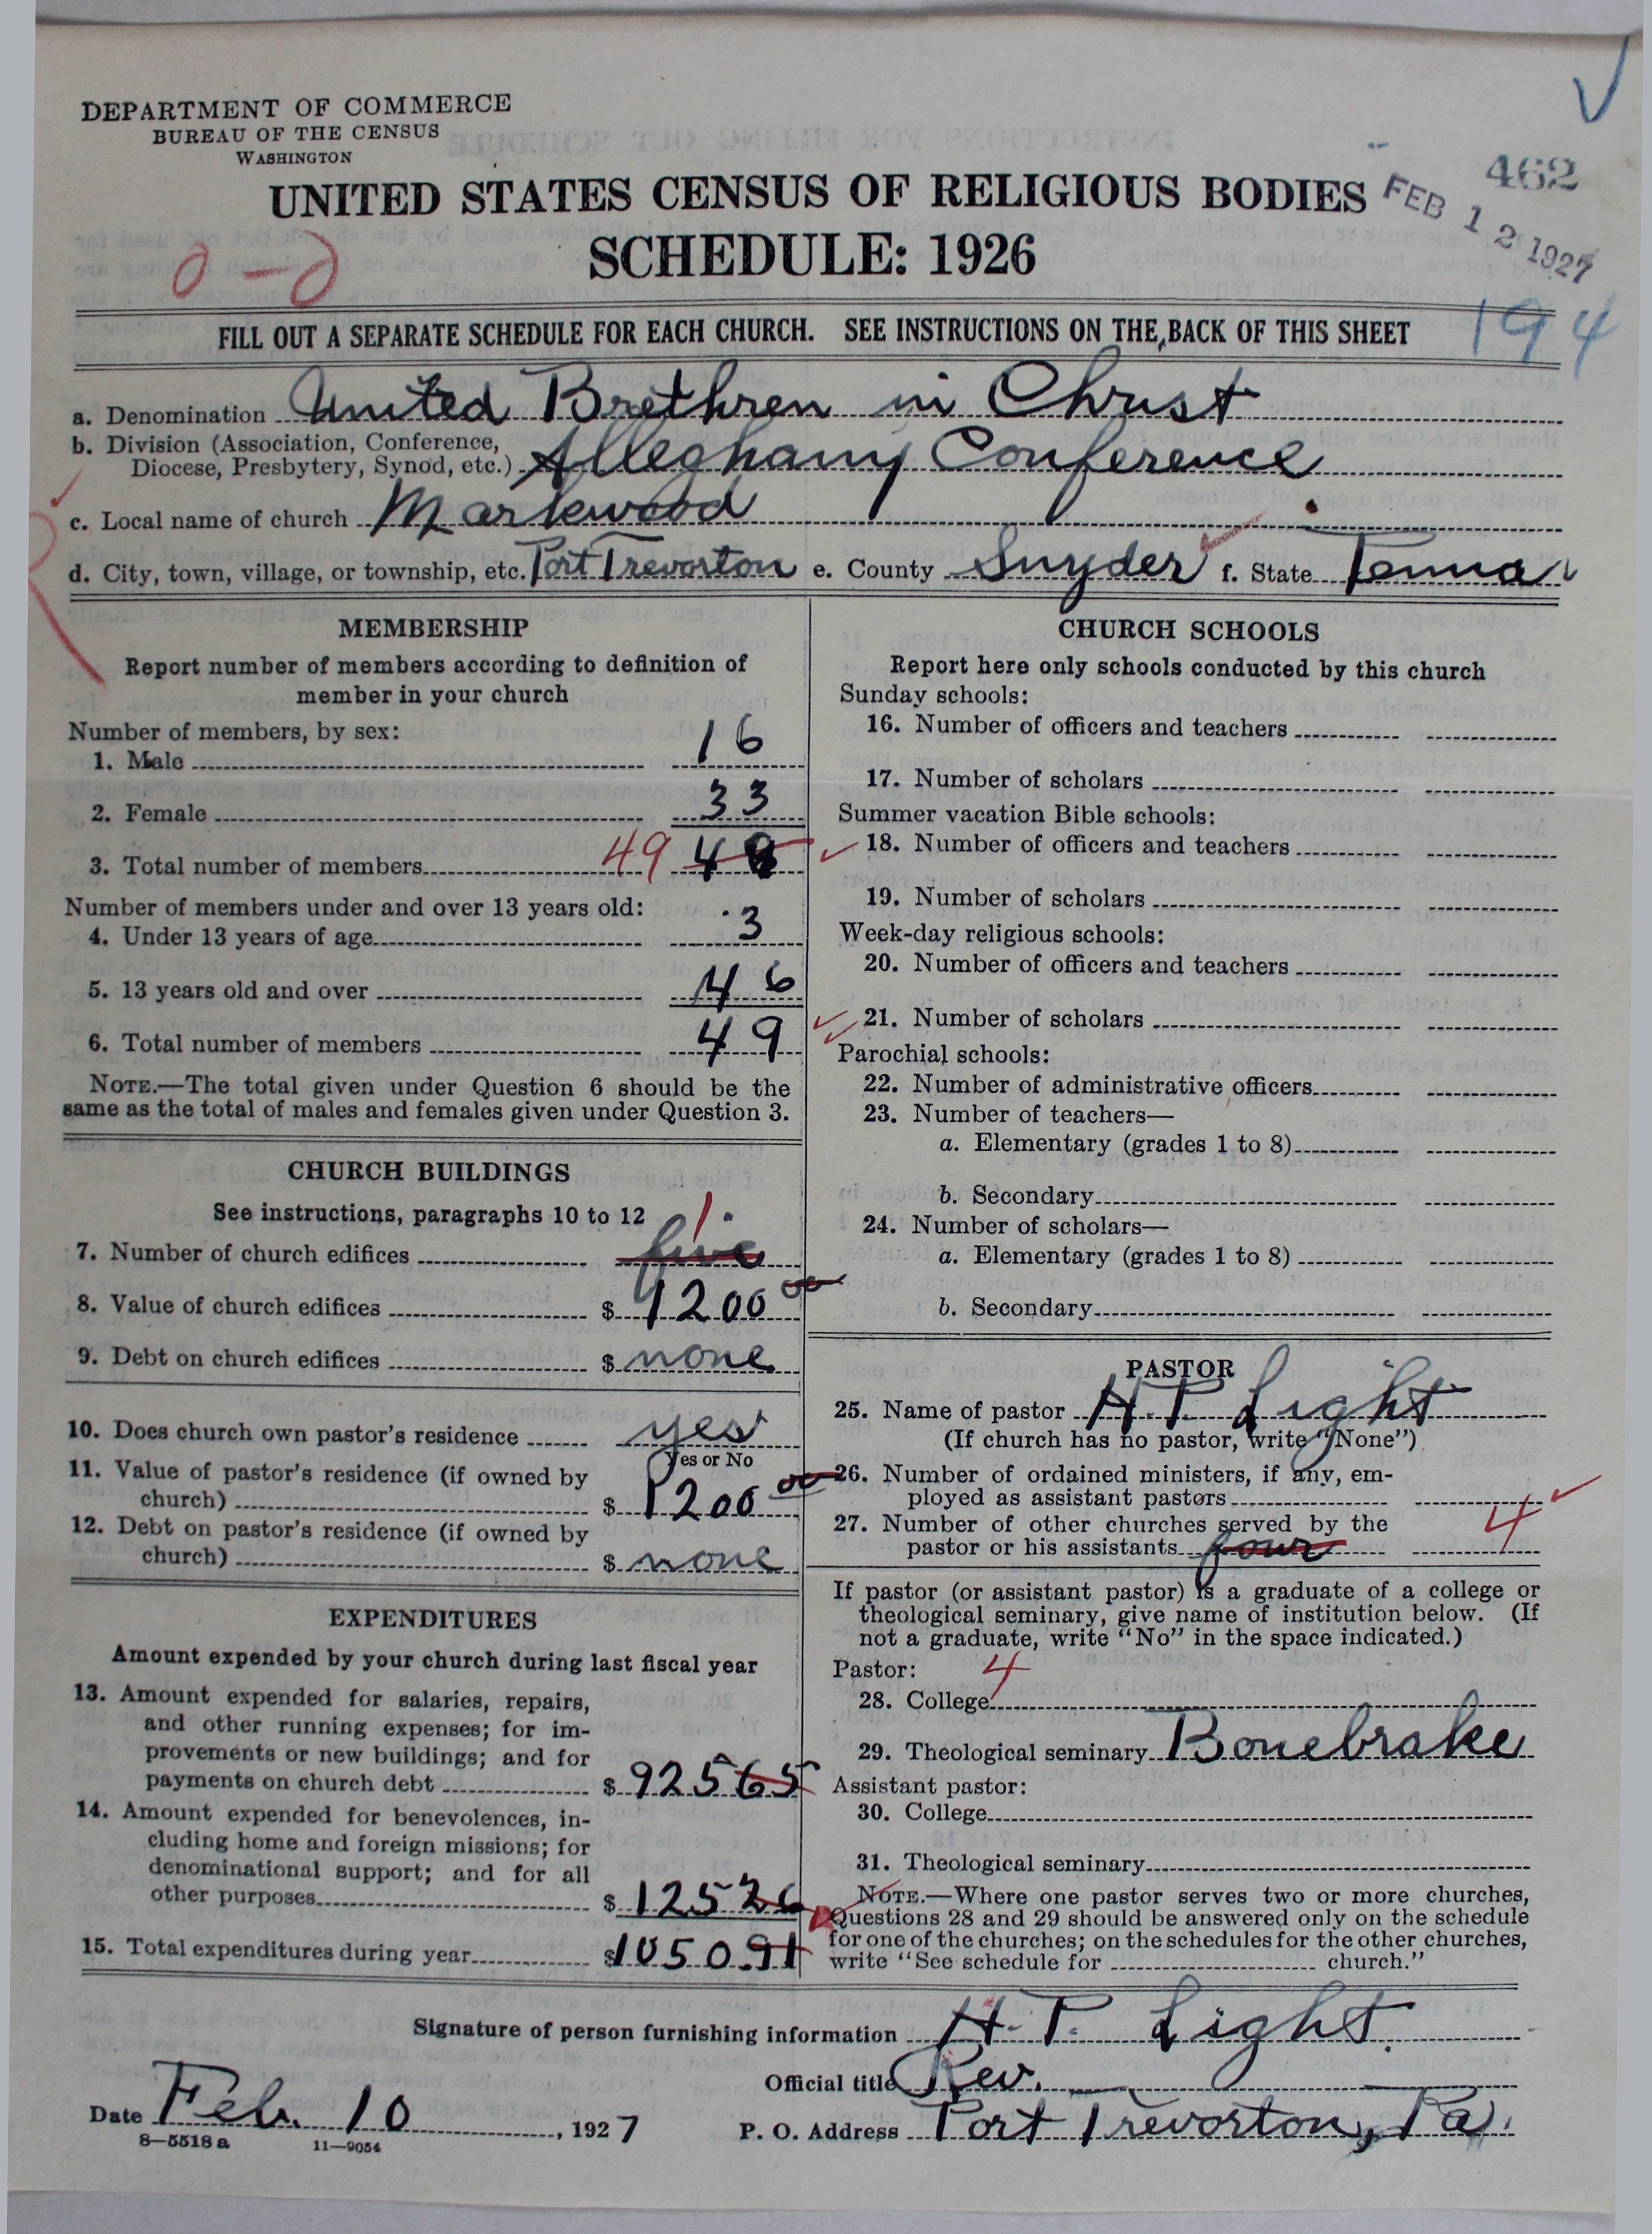 DEPARTMENT OF COMMERCE
BUREAU OF THE CENSUS
WASHINGTON
462
UNITED STATES CENSUS OF RELIGIOUS BODIES
FEB 12 1927
SCHEDULE: 1926
194
FILL OUT A SEPARATE SCHEDULE FOR EACH CHURCH. SEE INSTRUCTIONS ON THE BACK OF THIS SHEET
a. Denomination United Brethren in Christ
b. Division (Association, Conference,
Diocese, Presbytery, Synod, etc.) Alleghany Conference
c. Local name of church Markwood
d. City, town, village, or township, etc. Port Trevorton e. County Snyder f. State Penna
MEMBERSHIP
Report number of members according to definition of
member in your church
Number of members, by sex:
1. Male 16
2. Female 33
3. Total number of members 49 49
Number of members under and over 13 years old:
4. Under 13 years of age 3
5. 13 years old and over 46
6. Total number of members 49
NOTE.—The total given under Question 6 should be the
same as the total of males and females given under Question 3.
CHURCH BUILDINGS
See instructions, paragraphs 10 to 12
1
7. Number of church edifices five
8. Value of church edifices $ 1200 00
9. Debt on church edifices $ none
10. Does church own pastor's residence yes
Yes or No
11. Value of pastor's residence (if owned by
church) $ 1200 00
12. Debt on pastor's residence (if owned by
church) $ none
EXPENDITURES
Amount expended by your church during last fiscal year
13. Amount expended for salaries, repairs,
and other running expenses; for im-
provements or new buildings; and for
payments on church debt $ 925 65
14. Amount expended for benevolences, in-
cluding home and foreign missions; for
denominational support; and for all
other purposes $ 125 26
15. Total expenditures during year $ 1050.91
CHURCH SCHOOLS
Report here only schools conducted by this church
Sunday schools:
16. Number of officers and teachers
17. Number of scholars
Summer vacation Bible schools:
18. Number of officers and teachers
19. Number of scholars
Week-day religious schools:
20. Number of officers and teachers
21. Number of scholars
Parochial schools:
22. Number of administrative officers
23. Number of teachers—
a. Elementary (grades 1 to 8)
b. Secondary
24. Number of scholars—
a. Elementary (grades 1 to 8)
b. Secondary
PASTOR
25. Name of pastor H. T. Light
(If church has no pastor, write "None")
26. Number of ordained ministers, if any, em-
ployed as assistant pastors
27. Number of other churches served by the
pastor or his assistants four 4
If pastor (or assistant pastor) is a graduate of a college or
theological seminary, give name of institution below. (If
not a graduate, write "No" in the space indicated.)
Pastor: 4
28. College
29. Theological seminary Bonebrake
Assistant pastor:
30. College
31. Theological seminary
NOTE.—Where one pastor serves two or more churches,
Questions 28 and 29 should be answered only on the schedule
for one of the churches; on the schedules for the other churches,
write "See schedule for church."
Signature of person furnishing information H. T. Light.
Official title Rev.
Date Feb. 10, 1927
P. O. Address Port Trevorton, Pa.
8—5518 a 11—9054